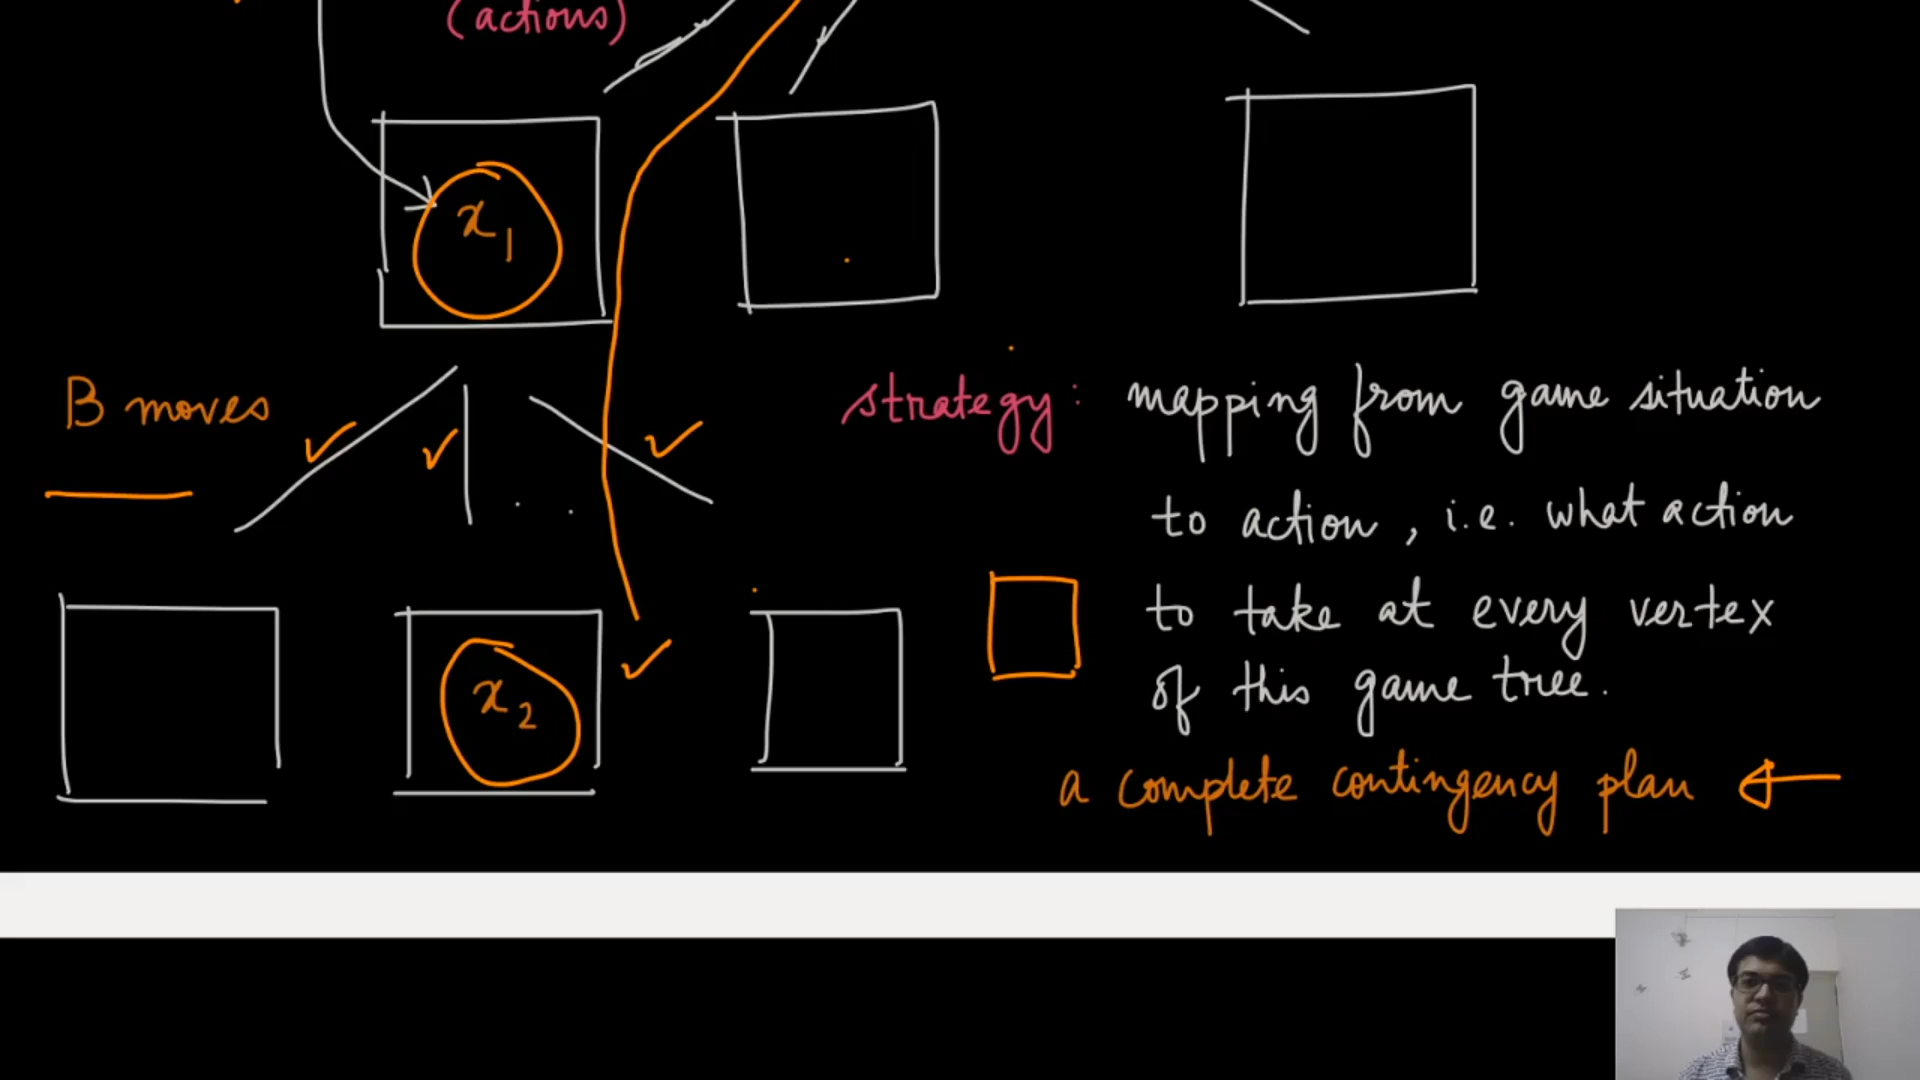 (actions)
x1
B moves
strategy: mapping from game situation
to action, i.e. what action
to take at every vertex
of this game tree.
x2
a complete contingency plan